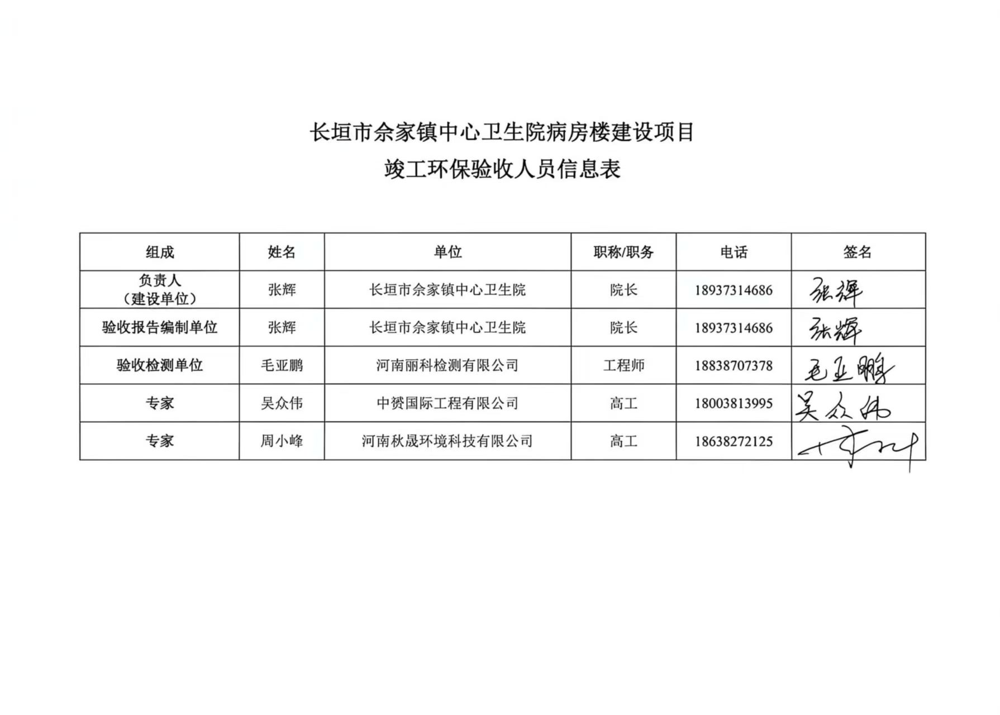 长垣市佘家镇中心卫生院病房楼建设项目
竣工环保验收人员信息表
组成 姓名 单位 职称/职务 电话 签名
负责人
（建设单位） 张辉 长垣市佘家镇中心卫生院 院长 18937314686 张辉
验收报告编制单位 张辉 长垣市佘家镇中心卫生院 院长 18937314686 张辉
验收检测单位 毛亚鹏 河南丽科检测有限公司 工程师 18838707378 毛亚鹏
专家 吴众伟 中赟国际工程有限公司 高工 18003813995 吴众伟
专家 周小峰 河南秋晟环境科技有限公司 高工 18638272125